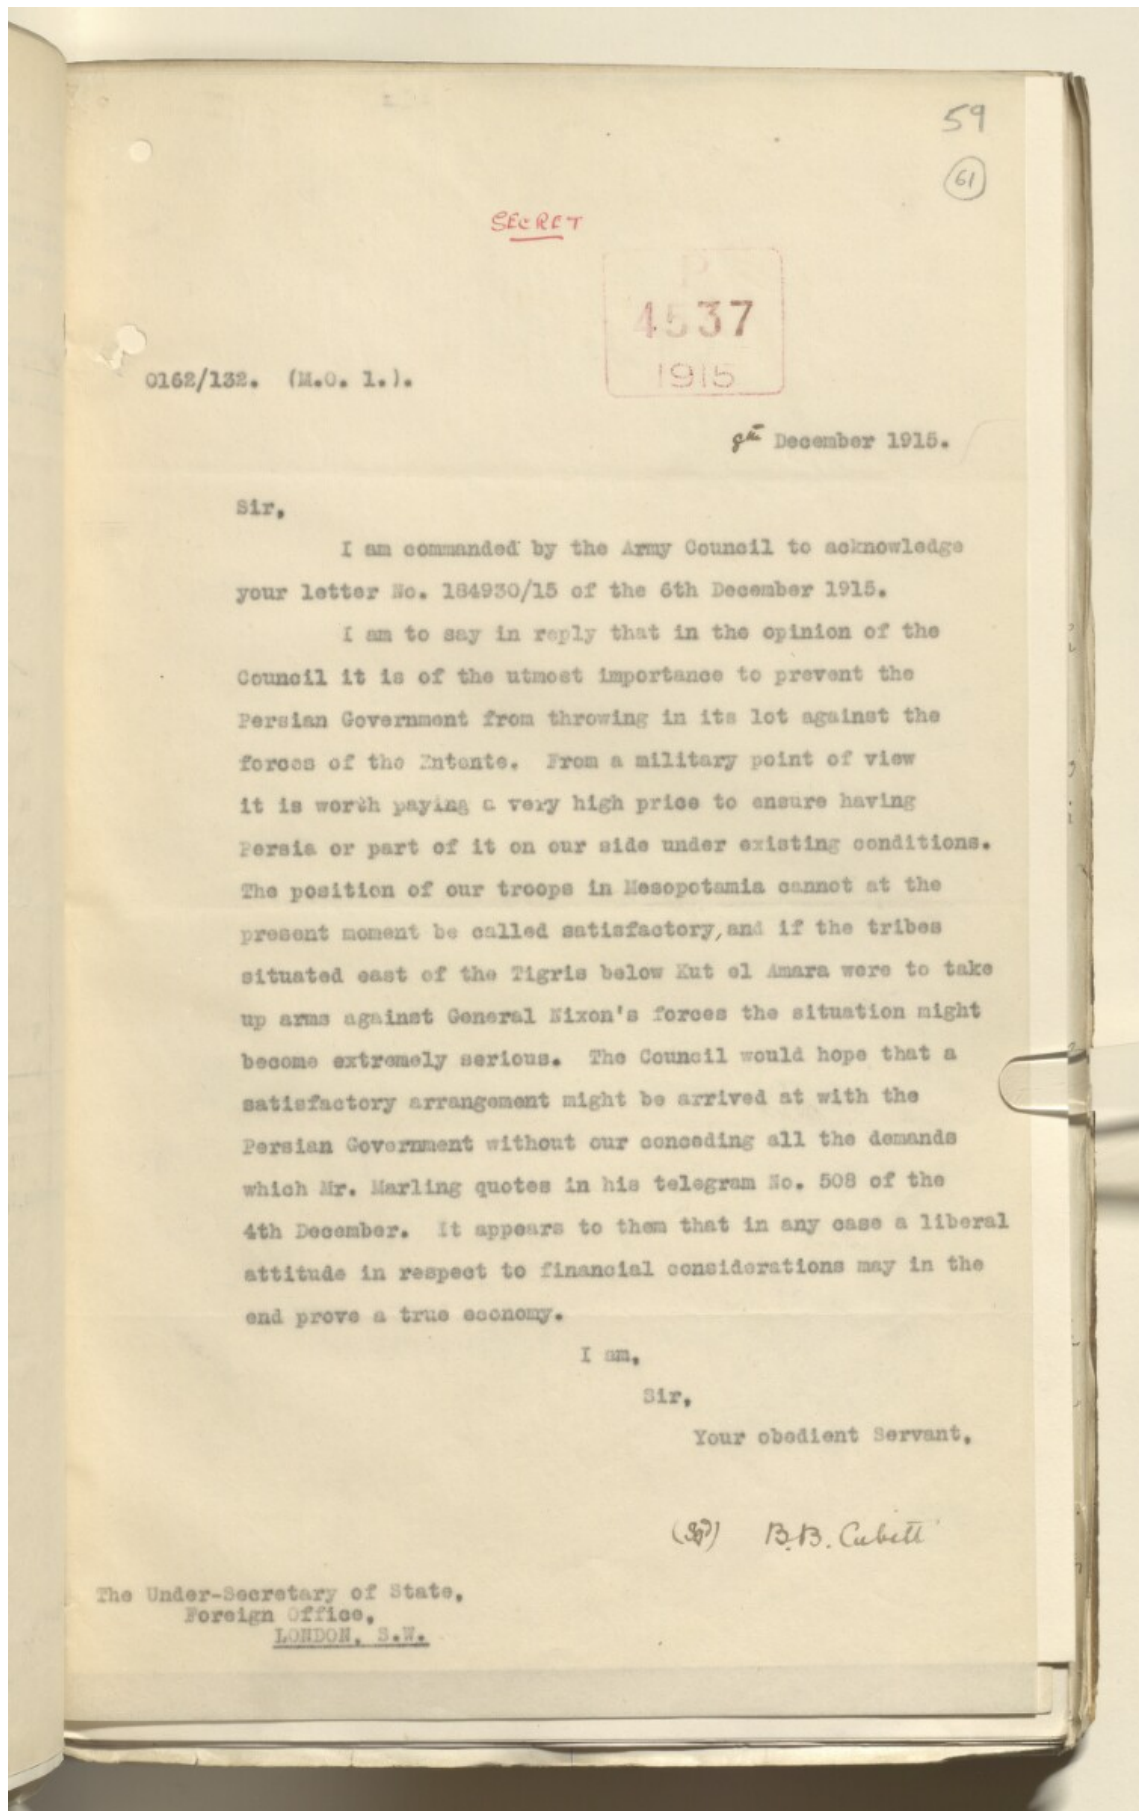 59
61
SECRET
P
4537
1915
0162/132. (M.O. 1.).
9th December 1915.
Sir,
I am commanded by the Army Council to acknowledge
your letter No. 184930/15 of the 6th December 1915.
I am to say in reply that in the opinion of the
Council it is of the utmost importance to prevent the
Persian Government from throwing in its lot against the
forces of the Entente. From a military point of view
it is worth paying a very high price to ensure having
Persia or part of it on our side under existing conditions.
The position of our troops in Mesopotamia cannot at the
present moment be called satisfactory, and if the tribes
situated east of the Tigris below Kut el Amara were to take
up arms against General Nixon's forces the situation might
become extremely serious. The Council would hope that a
satisfactory arrangement might be arrived at with the
Persian Government without our conceding all the demands
which Mr. Marling quotes in his telegram No. 508 of the
4th December. It appears to them that in any case a liberal
attitude in respect to financial considerations may in the
end prove a true economy.
I am,
Sir,
Your obedient Servant,
(Sgd) B.B. Cubitt
The Under-Secretary of State,
Foreign Office,
LONDON, S.W.